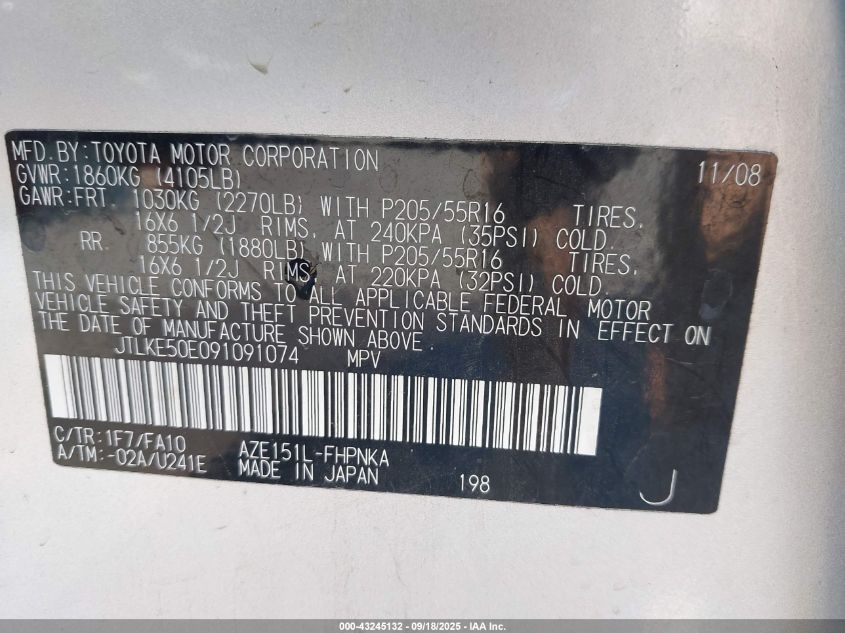 MFD.BY:TOYOTA MOTOR CORPORATION 11/08
GVWR:1860KG (4105LB)
GAWR:FRT. 1030KG (2270LB) WITH P205/55R16 TIRES,
16X6 1/2J RIMS, AT 240KPA (35PSI) COLD.
RR. 855KG (1880LB) WITH P205/55R16 TIRES,
16X6 1/2J RIMS, AT 220KPA (32PSI) COLD.
THIS VEHICLE CONFORMS TO ALL APPLICABLE FEDERAL MOTOR
VEHICLE SAFETY AND THEFT PREVENTION STANDARDS IN EFFECT ON
THE DATE OF MANUFACTURE SHOWN ABOVE.
JTLKE50E091091074 MPV
C/TR:1F7/FA10 AZE151L-FHPNKA
A/TM:-02A/U241E MADE IN JAPAN 198 J
000-43245132 - 09/18/2025 - IAA Inc.